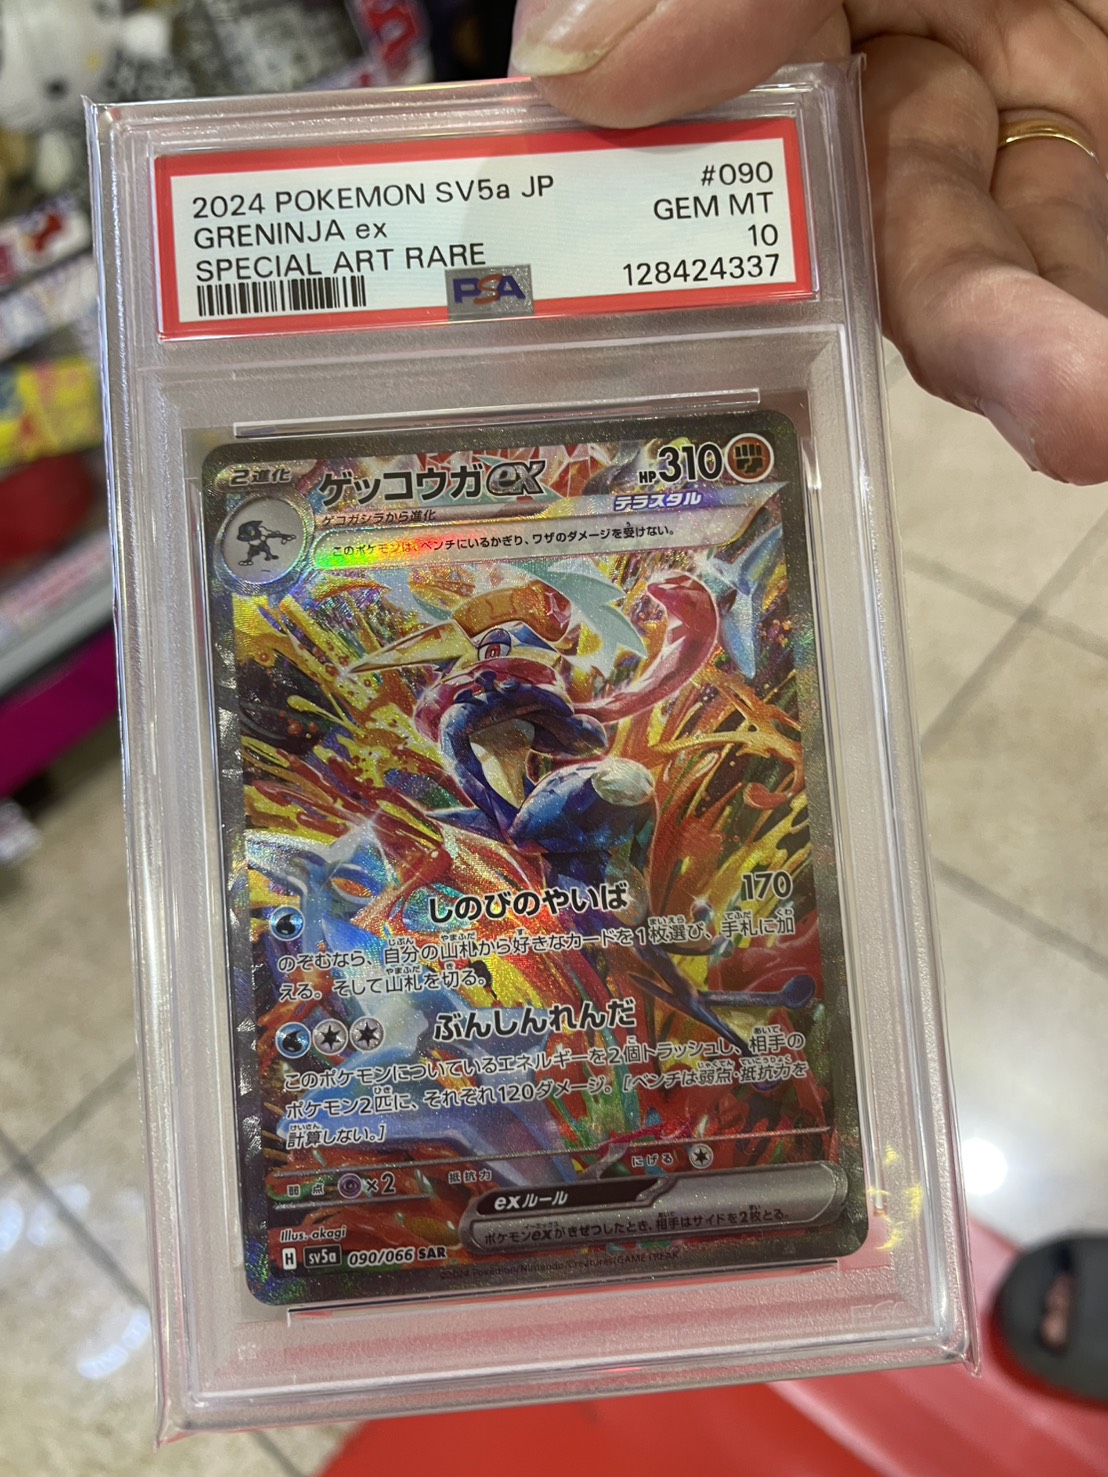 2024 POKEMON SV5a JP #090
GRENINJA ex GEM MT
SPECIAL ART RARE 10
PSA 128424337
2進化 ゲッコウガex HP310
ゲコガシラから進化 テラスタル
このポケモンは、ベンチにいるかぎり、ワザのダメージを受けない。
しのびのやいば 170
のぞむなら、自分の山札から好きなカードを1枚選び、手札に加
える。そして山札を切る。
ぶんしんれんだ
このポケモンについているエネルギーを2個トラッシュし、相手の
ポケモン2匹に、それぞれ120ダメージ。[ベンチは弱点・抵抗力を
計算しない。]
弱点 ×2 抵抗力 にげる
exルール
ポケモンexがきぜつしたとき、相手はサイドを2枚とる。
Illus. akagi
H sv5a 090/066 SAR
©2024 Pokémon/Nintendo/Creatures/GAME FREAK